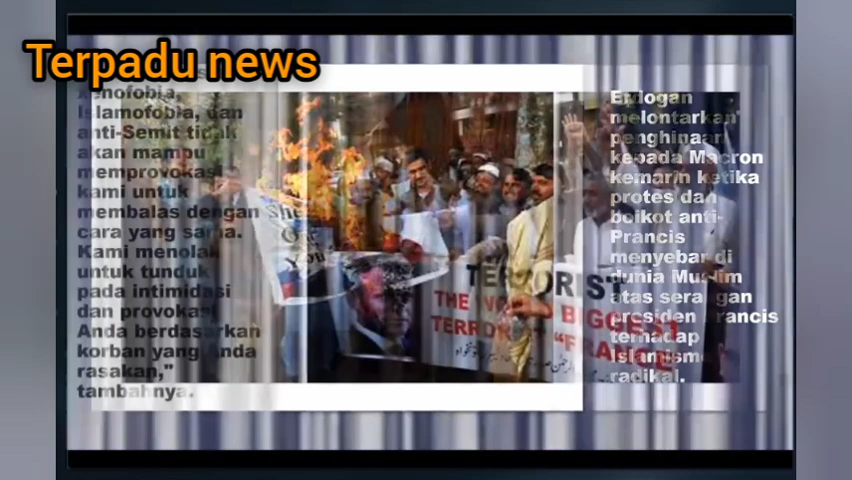 Terpadu news
xenofobia,
Islamofobia, dan
anti-Semit tidak
akan mampu
memprovokasi
kami untuk
membalas dengan
cara yang sama.
Kami menolak
untuk tunduk
pada intimidasi
dan provokasi
Anda berdasarkan
korban yang Anda
rasakan,"
tambahnya.
TERRORIST
THE
BIGGEST
Erdogan
melontarkan
penghinaan
kepada Macron
kemarin ketika
protes dan
boikot anti-
Prancis
menyebar di
dunia Muslim
atas serangan
presiden Prancis
terhadap
Islamisme
radikal.